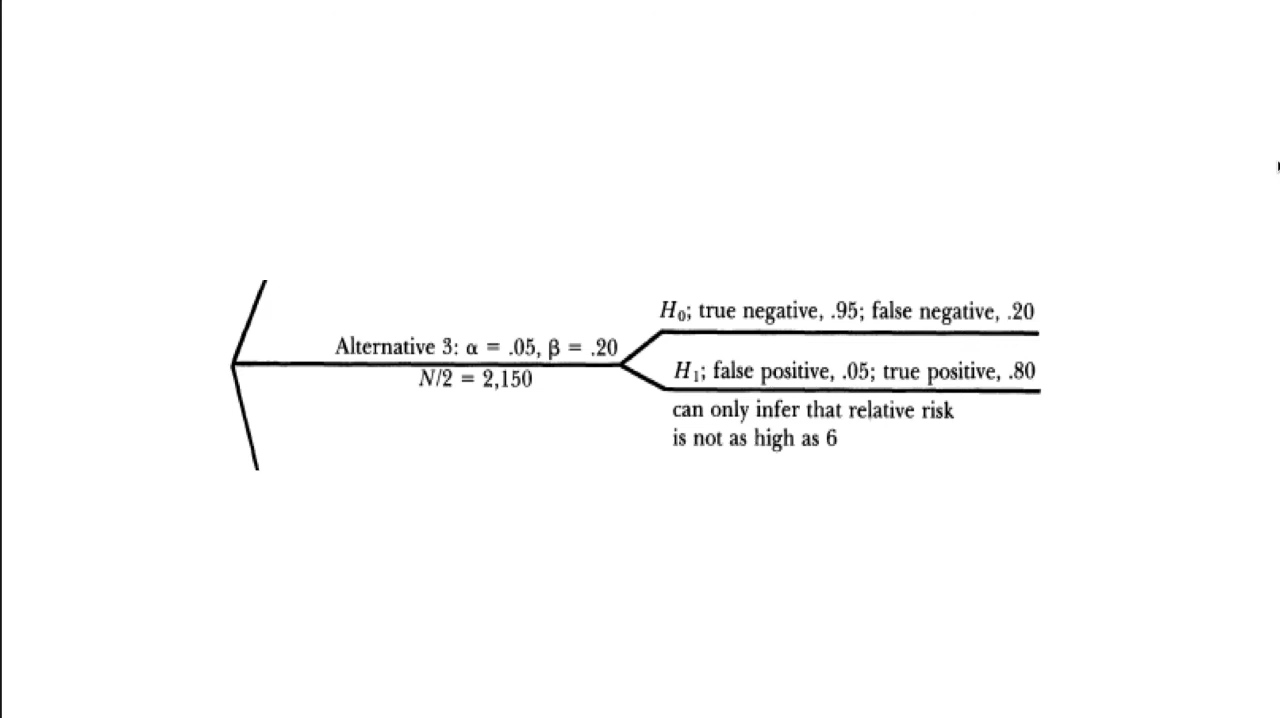 H₀; true negative, .95; false negative, .20
Alternative 3: α = .05, β = .20
N/2 = 2,150
H₁; false positive, .05; true positive, .80
can only infer that relative risk
is not as high as 6